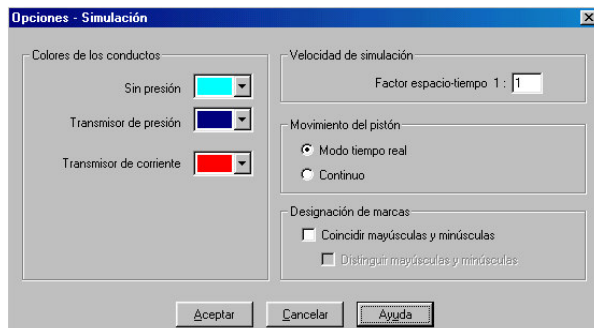 Opciones - Simulación
Colores de los conductos
Sin presión
Transmisor de presión
Transmisor de corriente
Velocidad de simulación
Factor espacio-tiempo 1 : 1
Movimiento del pistón
Modo tiempo real
Continuo
Designación de marcas
Coincidir mayúsculas y minúsculas
Distinguir mayúsculas y minúsculas
Aceptar
Cancelar
Ayuda